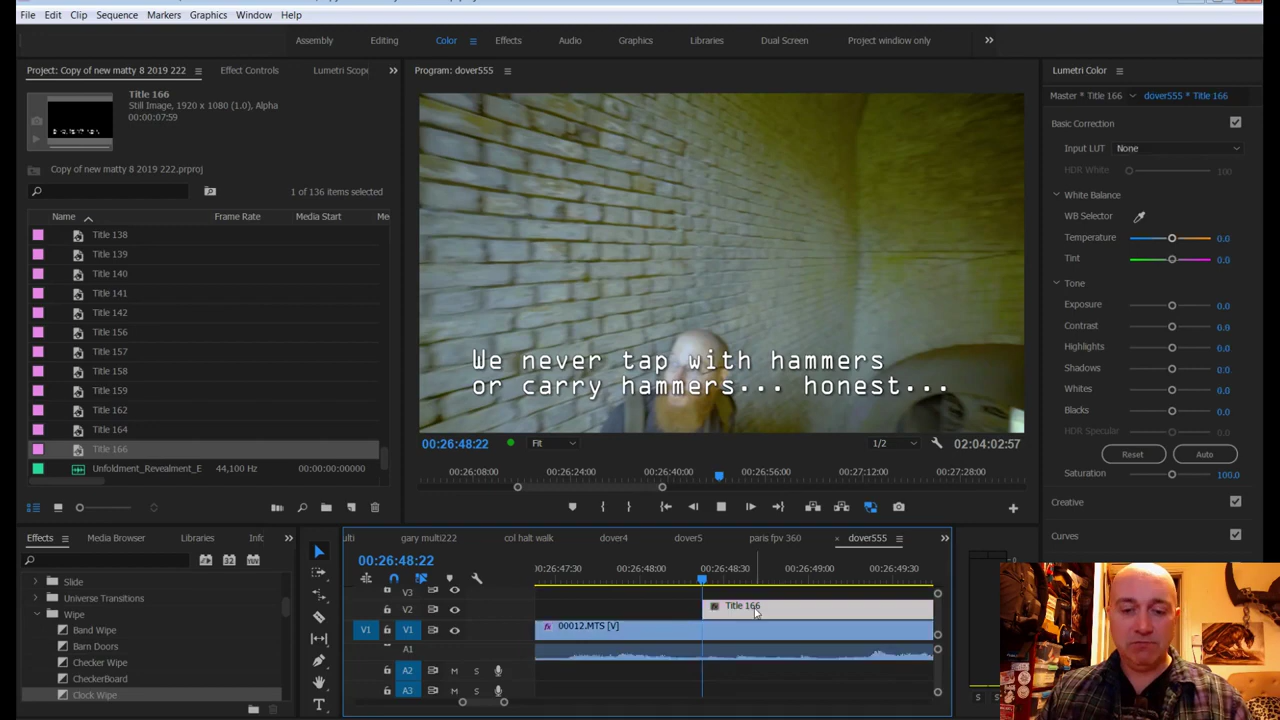 File Edit Clip Sequence Markers Graphics Window Help
Assembly Editing Color Effects Audio Graphics Libraries Dual Screen Project window only
Project: Copy of new matty 8 2019 222 Effect Controls Lumetri Scop
Program: dover555
Lumetri Color
Title 166
Still Image, 1920 x 1080 (1.0), Alpha
00:00:07:59
Master * Title 166 dover555 * Title 166
Basic Correction
Input LUT None
HDR White 100
White Balance
WB Selector
Temperature 0.0
Tint 0.0
Tone
Exposure 0.0
Contrast 0.0
Highlights 0.0
Shadows 0.0
Whites 0.0
Blacks 0.0
HDR Specular
Reset Auto
Saturation 100.0
Creative
Curves
Copy of new matty 8 2019 222.prproj
1 of 136 items selected
Name Frame Rate Media Start Me
Title 138
Title 139
Title 140
Title 141
Title 142
Title 156
Title 157
Title 158
Title 159
Title 162
Title 164
Title 166
Unfoldment_Revealment_E 44,100 Hz 00:00:00:00000
We never tap with hammers
or carry hammers... honest...
00:26:48:22 Fit 1/2 02:04:02:57
00:26:08:00 00:26:24:00 00:26:40:00 00:26:56:00 00:27:12:00 00:27:28:00
Effects Media Browser Libraries Info
Slide
Universe Transitions
Wipe
Band Wipe
Barn Doors
Checker Wipe
CheckerBoard
Clock Wipe
multi gary multi222 col halt walk dover4 dover5 paris fpv 360 dover555
00:26:48:22
00:26:47:30 00:26:48:00 00:26:48:30 00:26:49:00 00:26:49:30
V3
V2 Title 166
V1 V1 fx 00012.MTS [V]
A1
A2 M S
A3 M S
S S